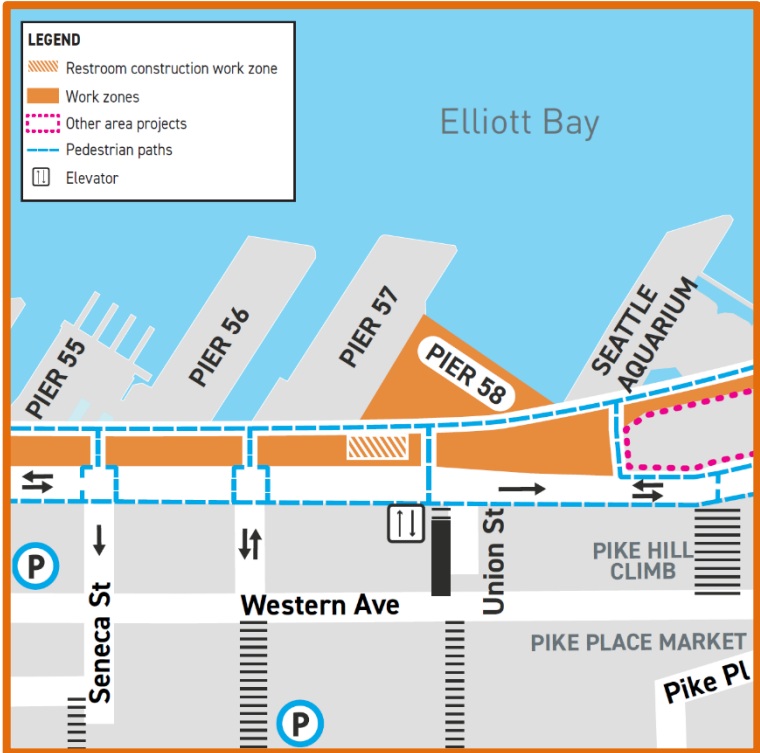 LEGEND
Restroom construction work zone
Work zones
Other area projects
Pedestrian paths
Elevator
Elliott Bay
PIER 55
PIER 56
PIER 57
PIER 58
SEATTLE
AQUARIUM
P
Seneca St
Western Ave
Union St
PIKE HILL
CLIMB
PIKE PLACE MARKET
Pike Pl
P